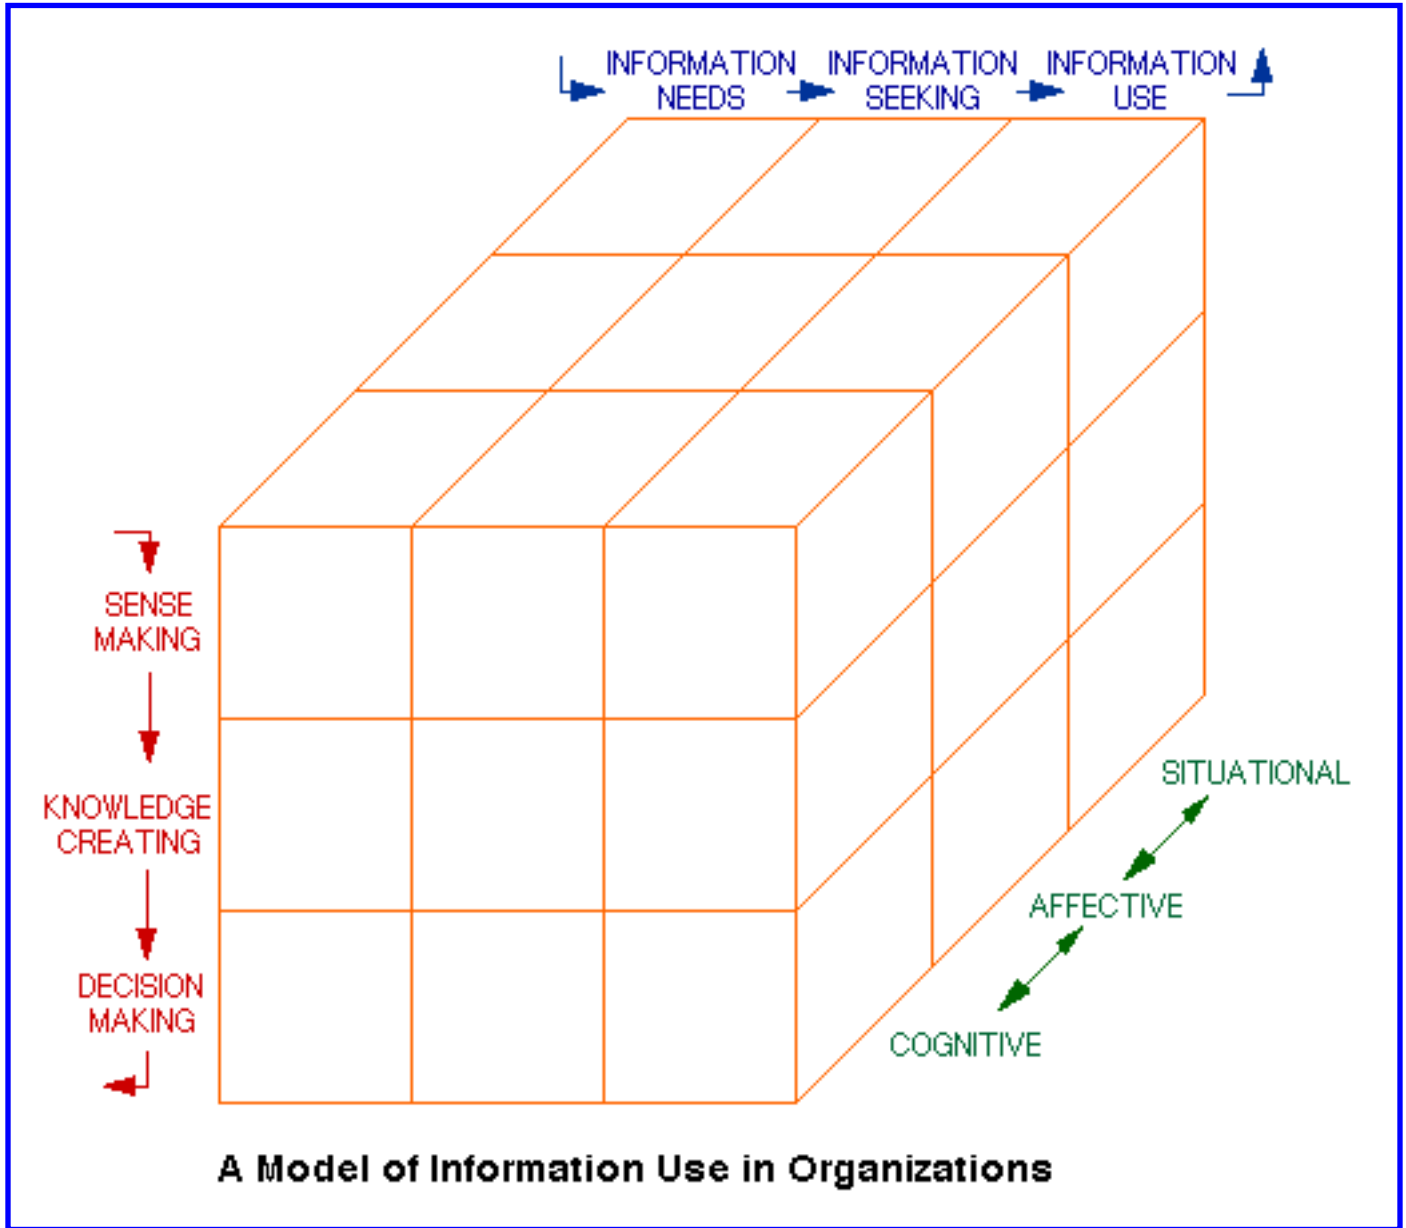 INFORMATION NEEDS
INFORMATION SEEKING
INFORMATION USE
SENSE
MAKING
KNOWLEDGE
CREATING
DECISION
MAKING
SITUATIONAL
AFFECTIVE
COGNITIVE
A Model of Information Use in Organizations